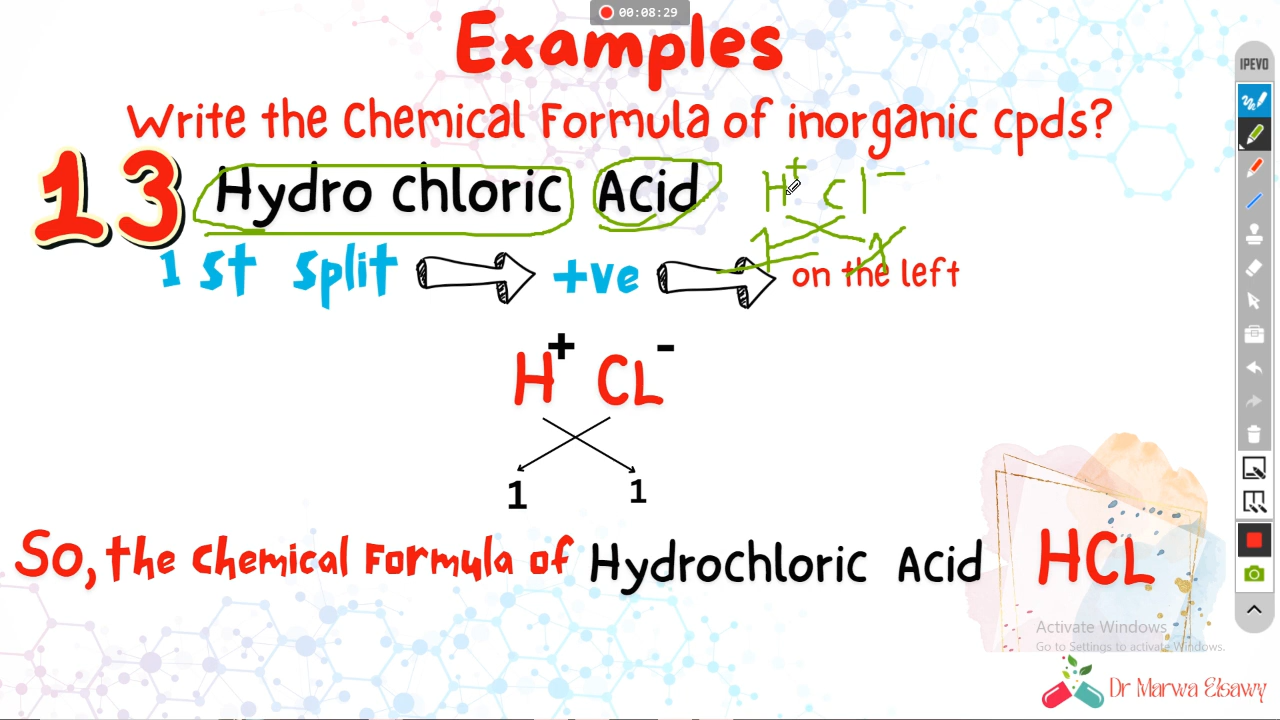 00:08:29
Examples
IPEVO
Write the Chemical Formula of inorganic cpds?
13 Hydro chloric Acid H+ Cl-
1 1
1 st split +ve on the left
H+ CL-
1 1
So, the Chemical Formula of Hydrochloric Acid HCL
Activate Windows
Go to Settings to activate Windows.
Dr Marwa Elsawy